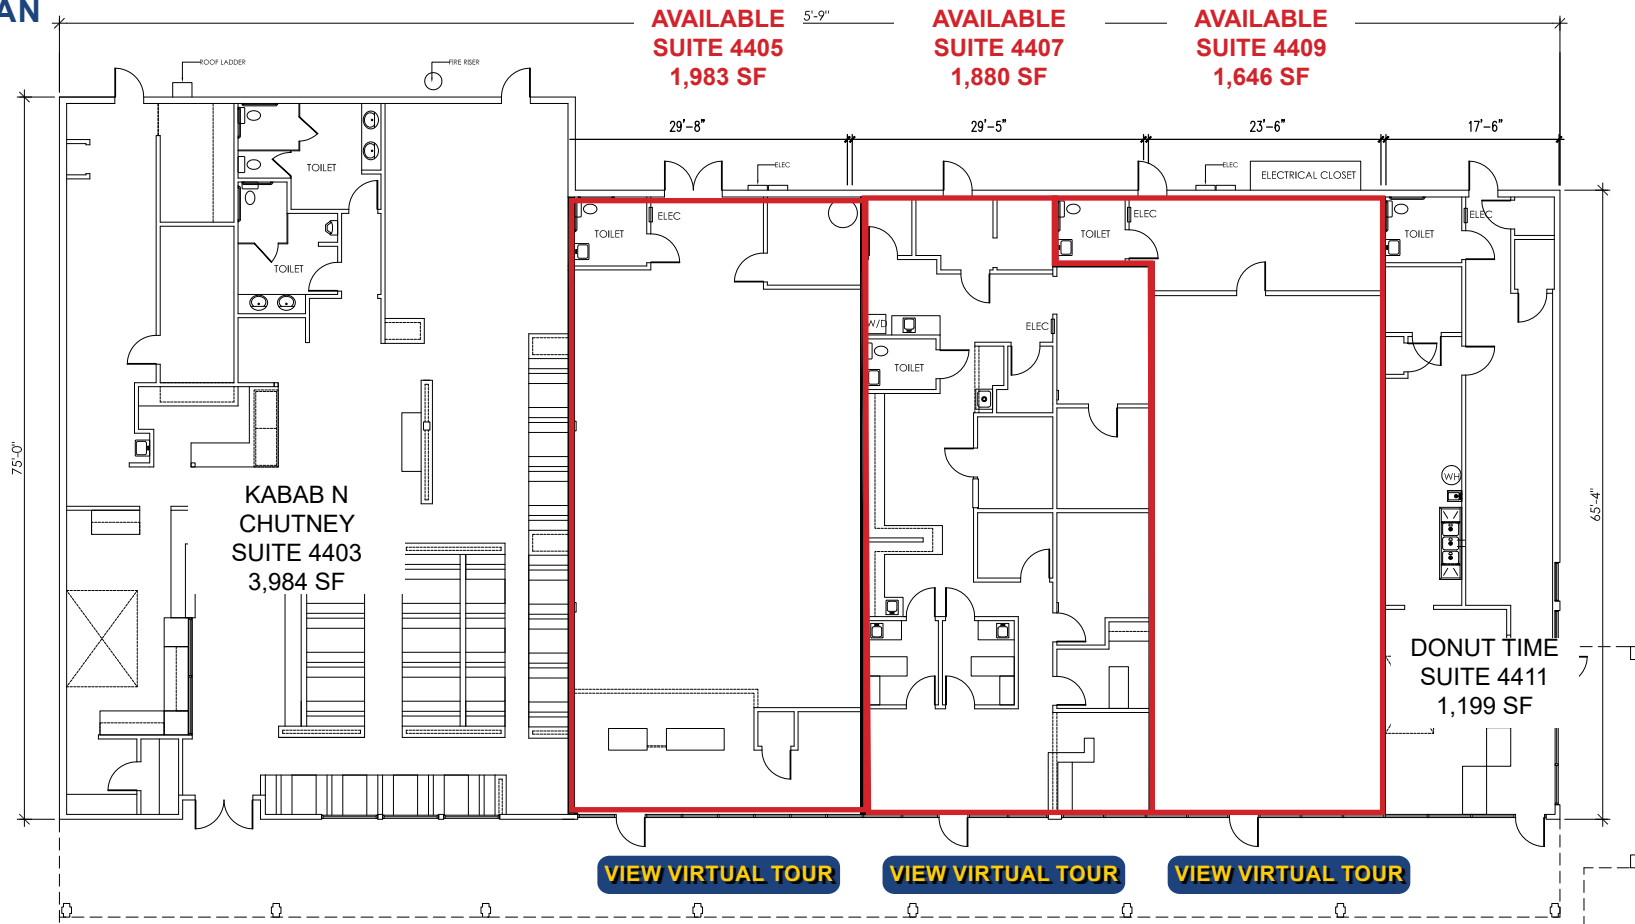 AN
AVAILABLE
SUITE 4405
1,983 SF
5'-9"
AVAILABLE
SUITE 4407
1,880 SF
AVAILABLE
SUITE 4409
1,646 SF
ROOF LADDER
FIRE RISER
29'-8"
29'-5"
23'-6"
17'-6"
ELEC
ELEC
ELECTRICAL CLOSET
TOILET
TOILET
TOILET
ELEC
TOILET
ELEC
TOILET
ELEC
W/D
ELEC
TOILET
75'-0"
65'-4"
WH
KABAB N
CHUTNEY
SUITE 4403
3,984 SF
DONUT TIME
SUITE 4411
1,199 SF
VIEW VIRTUAL TOUR
VIEW VIRTUAL TOUR
VIEW VIRTUAL TOUR